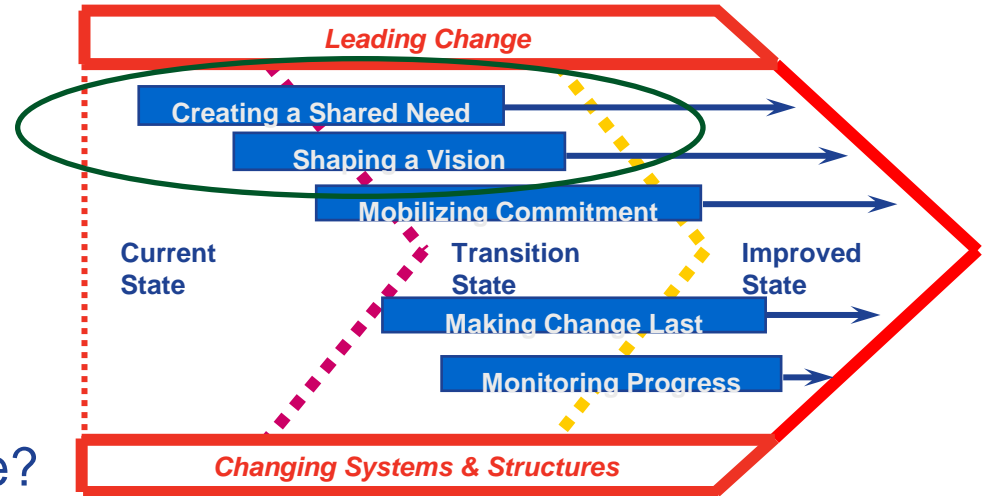 Leading Change
Creating a Shared Need
Shaping a Vision
Mobilizing Commitment
Current
State
Transition
State
Improved
State
Making Change Last
Monitoring Progress
e?
Changing Systems & Structures